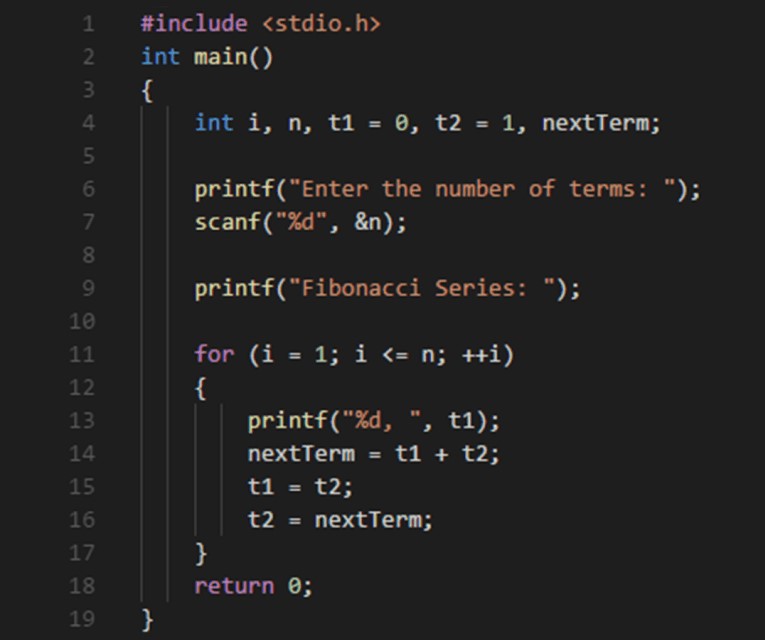 1 #include <stdio.h>
2 int main()
3 {
4 int i, n, t1 = 0, t2 = 1, nextTerm;
5
6 printf("Enter the number of terms: ");
7 scanf("%d", &n);
8
9 printf("Fibonacci Series: ");
10
11 for (i = 1; i <= n; ++i)
12 {
13 printf("%d, ", t1);
14 nextTerm = t1 + t2;
15 t1 = t2;
16 t2 = nextTerm;
17 }
18 return 0;
19 }